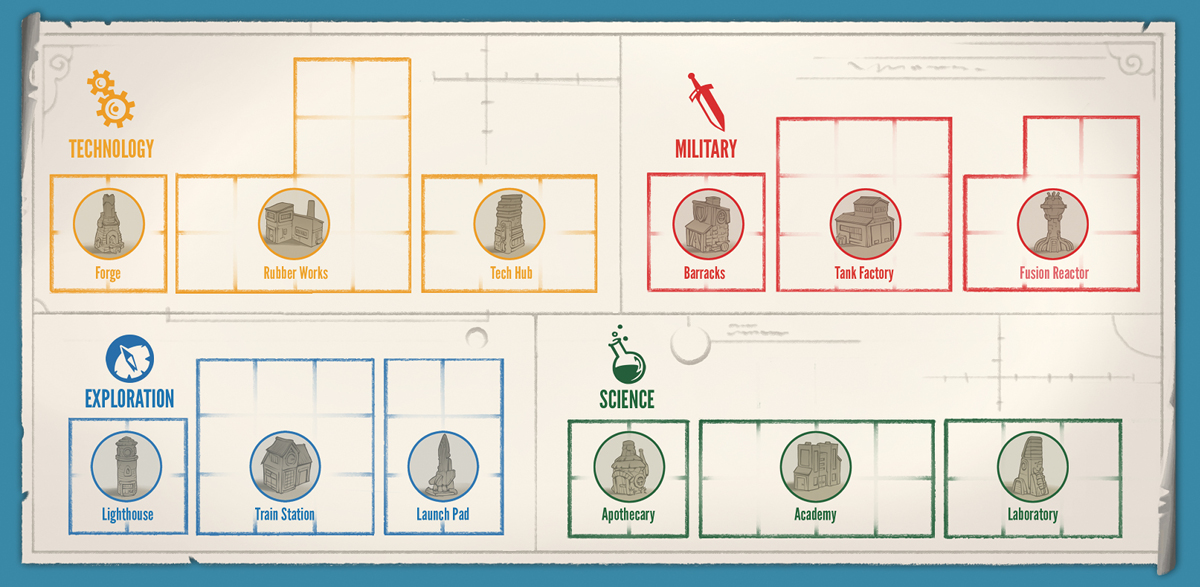 TECHNOLOGY
Forge
Rubber Works
Tech Hub
MILITARY
Barracks
Tank Factory
Fusion Reactor
EXPLORATION
Lighthouse
Train Station
Launch Pad
SCIENCE
Apothecary
Academy
Laboratory